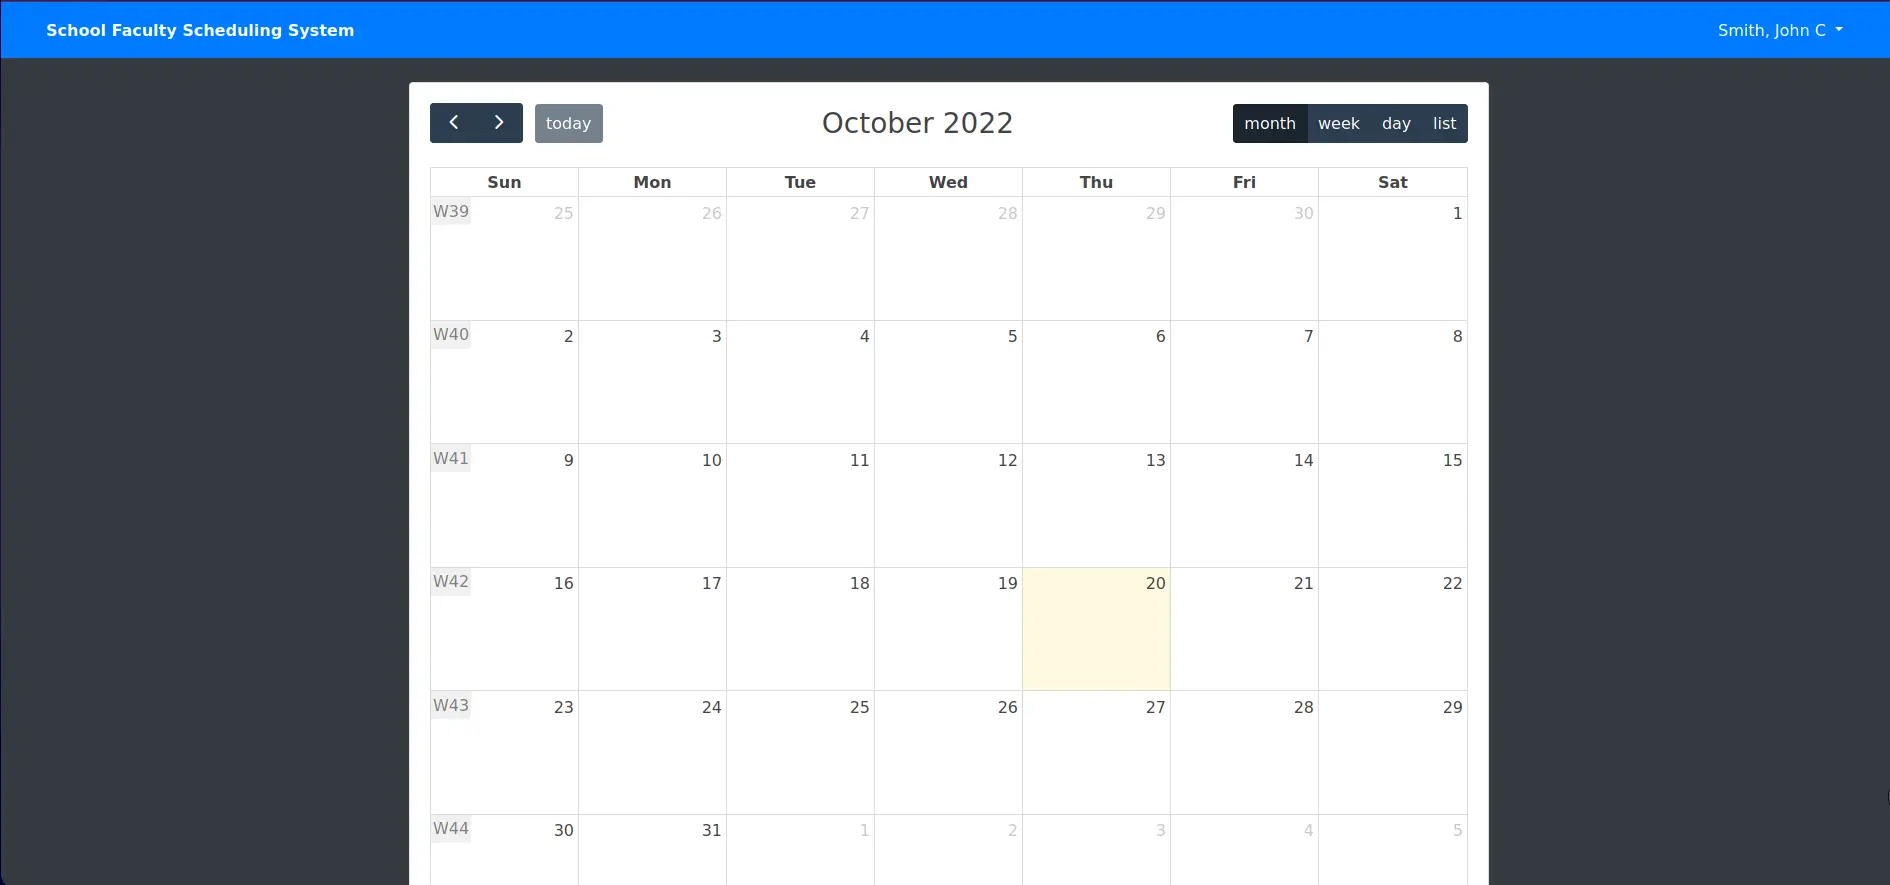 School Faculty Scheduling System
Smith, John C
today
October 2022
month week day list
Sun Mon Tue Wed Thu Fri Sat
W39 25 26 27 28 29 30 1
W40 2 3 4 5 6 7 8
W41 9 10 11 12 13 14 15
W42 16 17 18 19 20 21 22
W43 23 24 25 26 27 28 29
W44 30 31 1 2 3 4 5